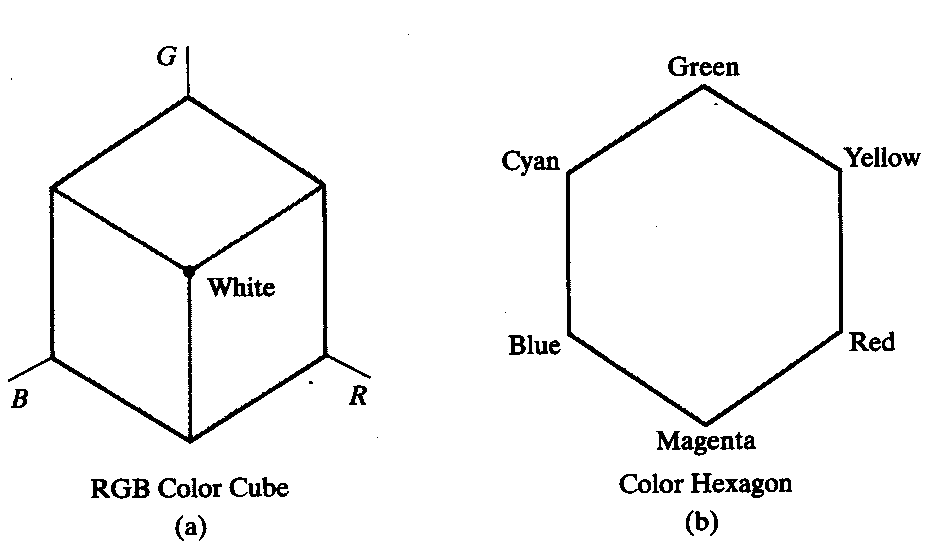 G
White
B
R
RGB Color Cube
(a)
Green
Cyan
Yellow
Blue
Red
Magenta
Color Hexagon
(b)